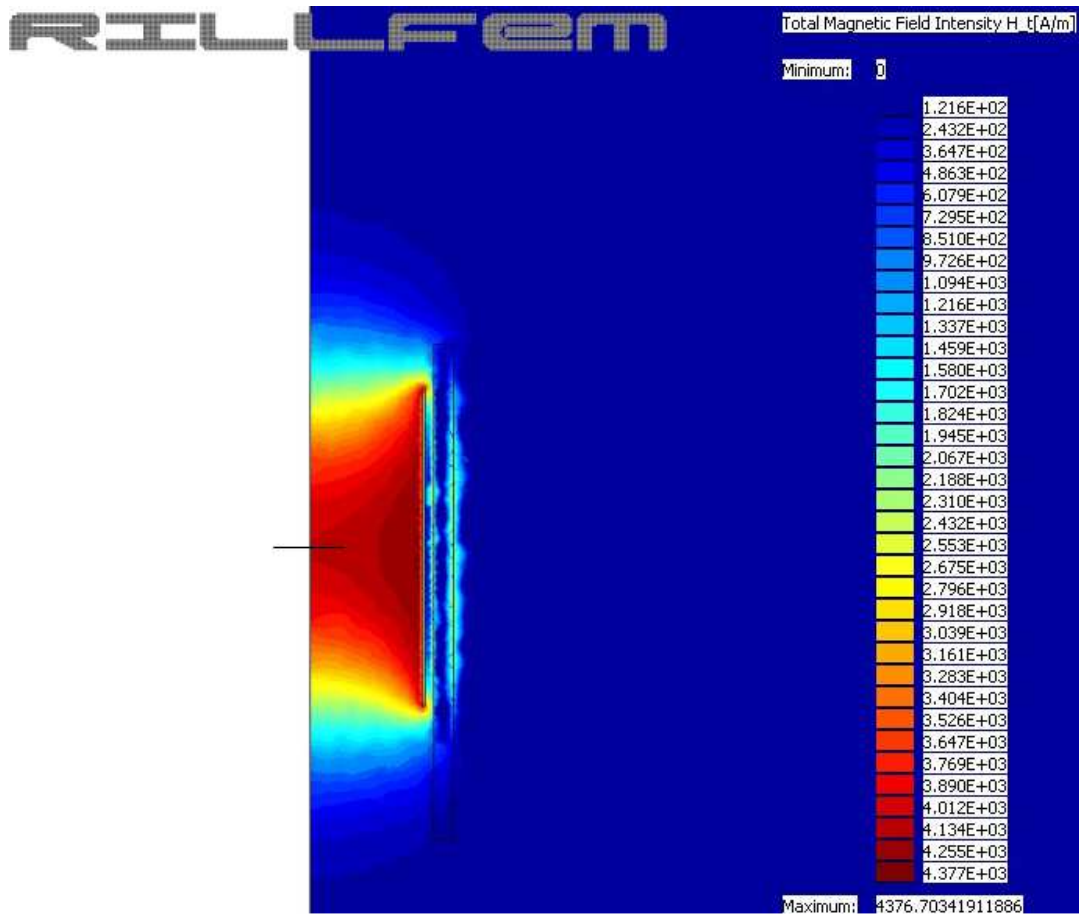 RILLFEM
Total Magnetic Field Intensity H_t[A/m]
Minimum: 0
1.216E+02
2.432E+02
3.647E+02
4.863E+02
6.079E+02
7.295E+02
8.510E+02
9.726E+02
1.094E+03
1.216E+03
1.337E+03
1.459E+03
1.580E+03
1.702E+03
1.824E+03
1.945E+03
2.067E+03
2.188E+03
2.310E+03
2.432E+03
2.553E+03
2.675E+03
2.796E+03
2.918E+03
3.039E+03
3.161E+03
3.283E+03
3.404E+03
3.526E+03
3.647E+03
3.769E+03
3.890E+03
4.012E+03
4.134E+03
4.255E+03
4.377E+03
Maximum: 4376.70341911886